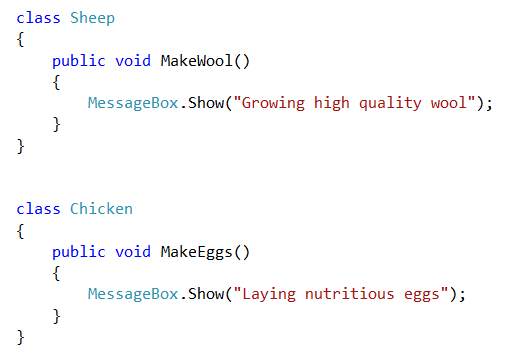 class Sheep
{
    public void MakeWool()
    {
        MessageBox.Show("Growing high quality wool");
    }
}
class Chicken
{
    public void MakeEggs()
    {
        MessageBox.Show("Laying nutritious eggs");
    }
}